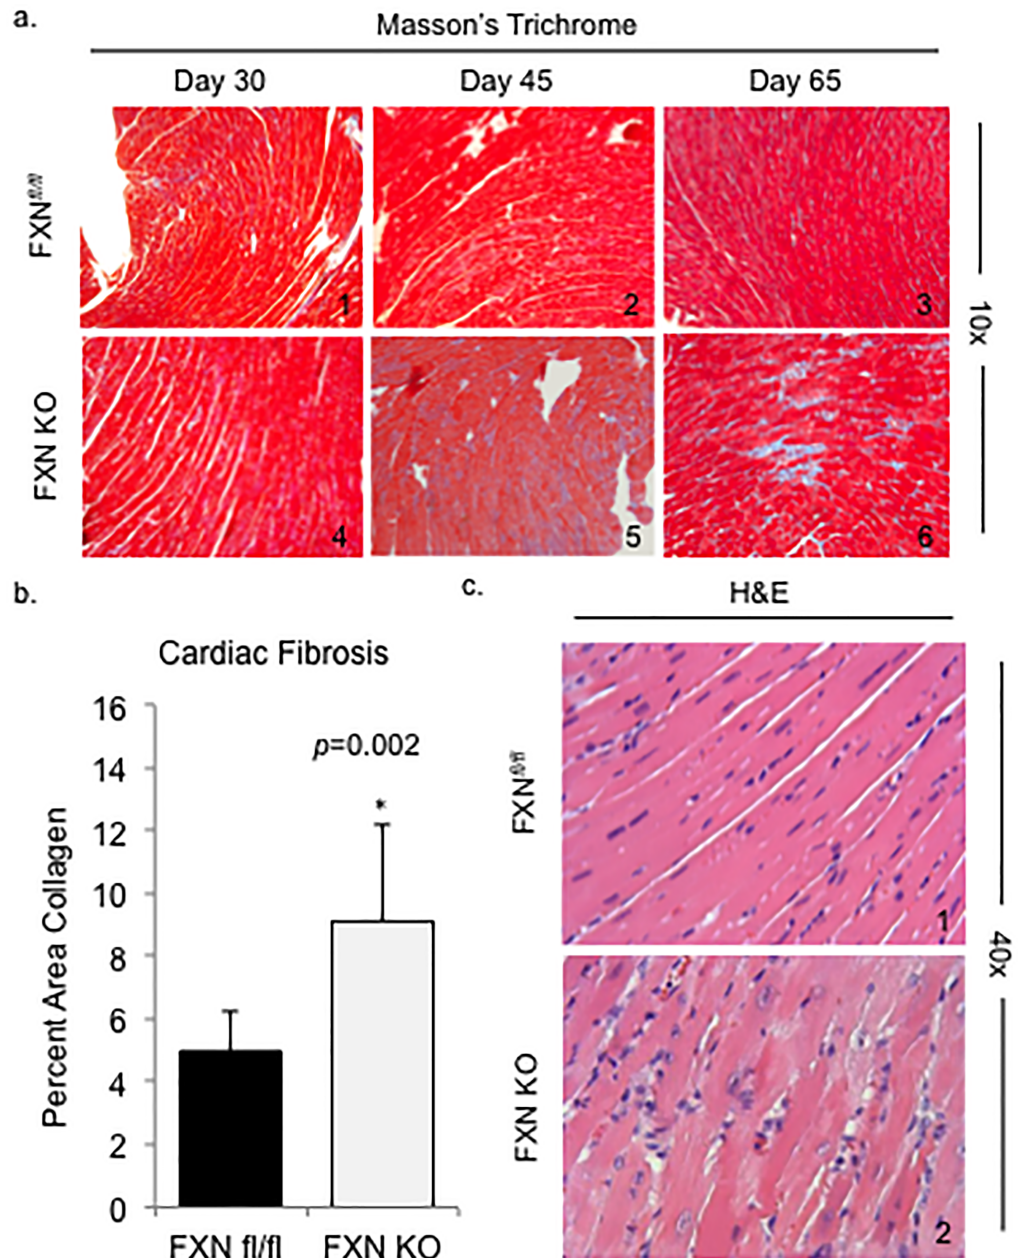 a.
Masson's Trichrome
Day 30
Day 45
Day 65
FXN fl/fl
1
2
3
10x
FXN KO
4
5
6
b.
Cardiac Fibrosis
16
14
12
10
8
6
4
2
0
p=0.002
*
Percent Area Collagen
FXN fl/fl
FXN KO
c.
H&E
FXN fl/fl
1
40x
FXN KO
2